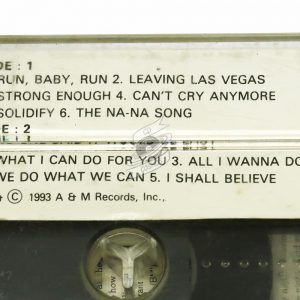 DE : 1
RUN, BABY, RUN 2. LEAVING LAS VEGAS
STRONG ENOUGH 4. CAN'T CRY ANYMORE
SOLIDIFY 6. THE NA-NA SONG
DE : 2
WHAT I CAN DO FOR YOU 3. ALL I WANNA DO
WE DO WHAT WE CAN 5. I SHALL BELIEVE
© 1993 A & M Records, Inc.,